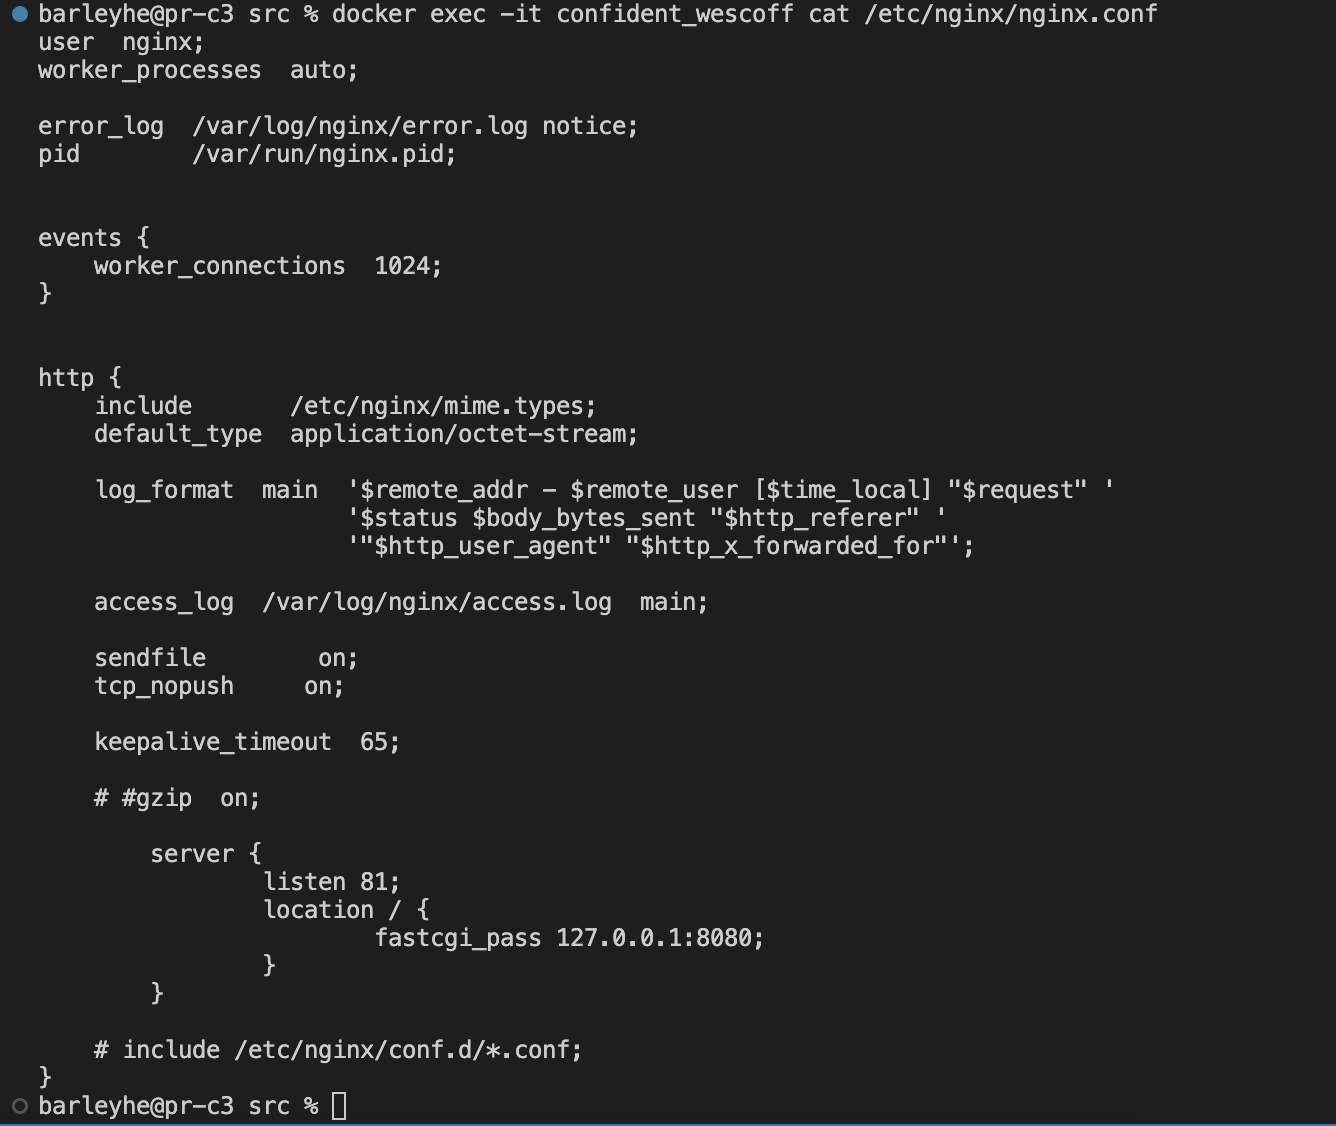 barleyhe@pr-c3 src % docker exec -it confident_wescoff cat /etc/nginx/nginx.conf
user  nginx;
worker_processes  auto;
error_log  /var/log/nginx/error.log notice;
pid        /var/run/nginx.pid;
events {
    worker_connections  1024;
}
http {
    include       /etc/nginx/mime.types;
    default_type  application/octet-stream;
    log_format  main  '$remote_addr - $remote_user [$time_local] "$request" '
                      '$status $body_bytes_sent "$http_referer" '
                      '"$http_user_agent" "$http_x_forwarded_for"';
    access_log  /var/log/nginx/access.log  main;
    sendfile        on;
    tcp_nopush     on;
    keepalive_timeout  65;
    # #gzip  on;
        server {
                listen 81;
                location / {
                        fastcgi_pass 127.0.0.1:8080;
                }
        }
    # include /etc/nginx/conf.d/*.conf;
}
barleyhe@pr-c3 src %